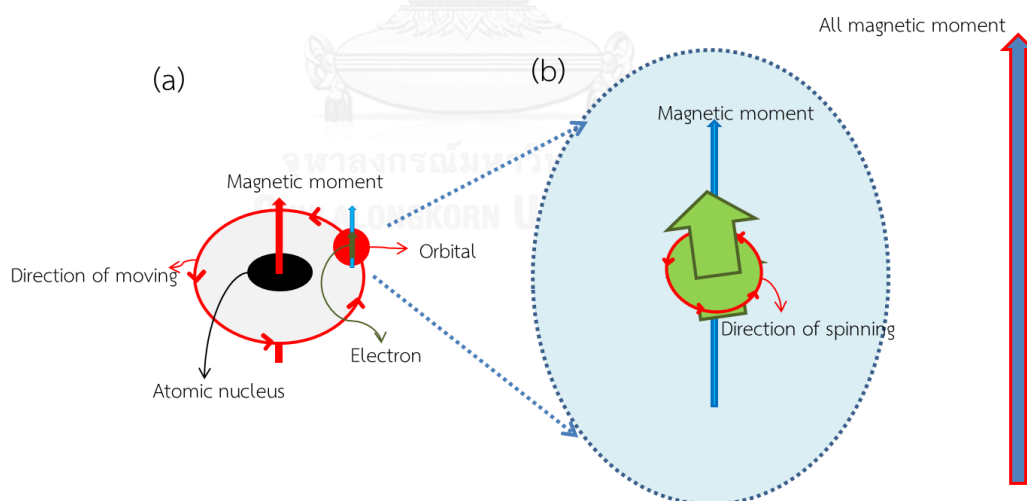 All magnetic moment
(a)
(b)
Magnetic moment
Magnetic moment
Orbital
Direction of moving
Direction of spinning
Electron
Atomic nucleus